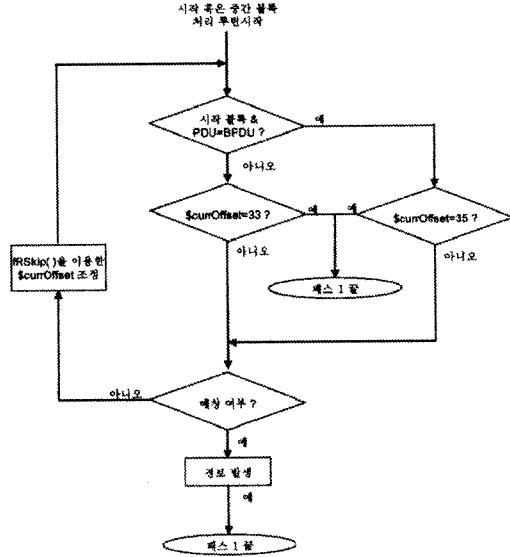 시작 혹은 중간 블록
처리 루틴시작
시작 블록 &
PDU=BPDU ?
예
아니오
$currOffset=33 ?
예
예
$currOffset=35 ?
아니오
아니오
ffRSkip( )을 이용한
$currOffset 조정
패스 1 끝
아니오
매칭 여부 ?
예
경보 발생
예
패스 1 끝